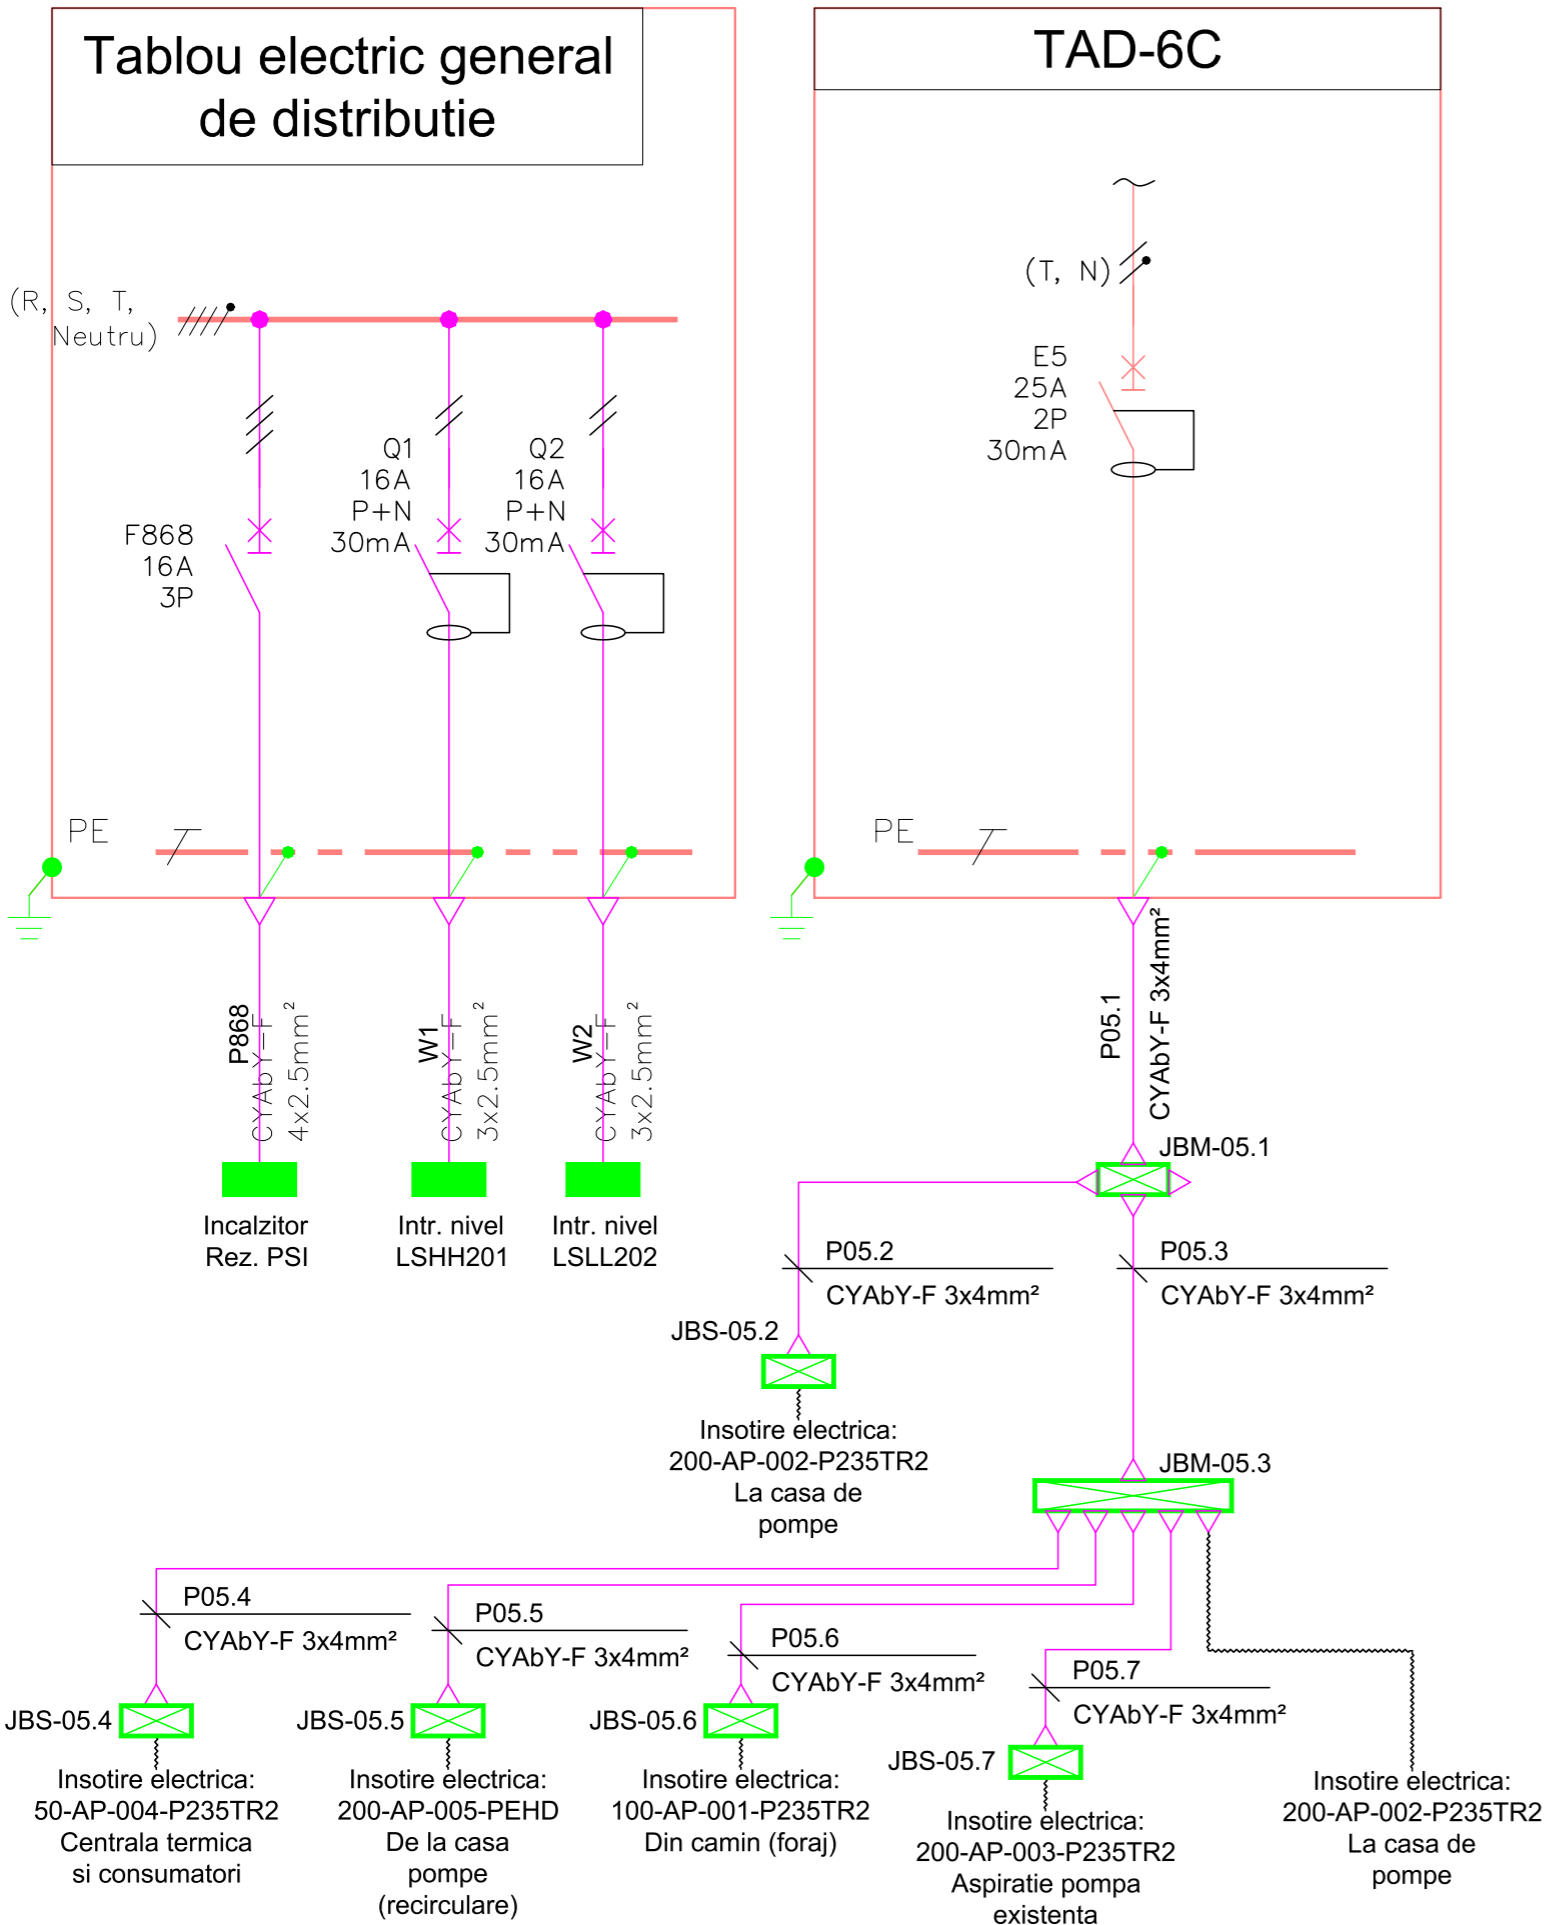 Tablou electric general
de distributie
TAD-6C
(R, S, T,
Neutru)
(T, N)
E5
25A
2P
30mA
F868
16A
3P
Q1
16A
P+N
30mA
Q2
16A
P+N
30mA
PE
PE
P868
CYAbY-F
4x2.5mm²
W1
CYAbY-F
3x2.5mm²
W2
CYAbY-F
3x2.5mm²
P05.1
CYAbY-F 3x4mm²
Incalzitor
Rez. PSI
Intr. nivel
LSHH201
Intr. nivel
LSLL202
JBM-05.1
P05.2
CYAbY-F 3x4mm²
P05.3
CYAbY-F 3x4mm²
JBS-05.2
Insotire electrica:
200-AP-002-P235TR2
La casa de
pompe
JBM-05.3
P05.4
CYAbY-F 3x4mm²
P05.5
CYAbY-F 3x4mm²
P05.6
CYAbY-F 3x4mm²
P05.7
CYAbY-F 3x4mm²
JBS-05.4
Insotire electrica:
50-AP-004-P235TR2
Centrala termica
si consumatori
JBS-05.5
Insotire electrica:
200-AP-005-PEHD
De la casa
pompe
(recirculare)
JBS-05.6
Insotire electrica:
100-AP-001-P235TR2
Din camin (foraj)
JBS-05.7
Insotire electrica:
200-AP-003-P235TR2
Aspiratie pompa
existenta
Insotire electrica:
200-AP-002-P235TR2
La casa de
pompe